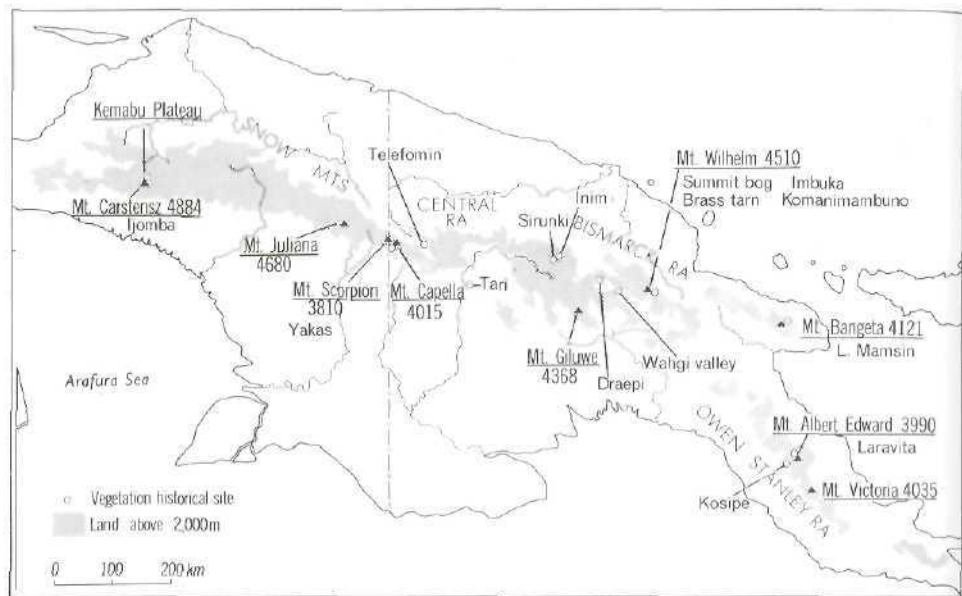 Kemabu Plateau
SNOW MTS
Telefomin
Mt. Wilhelm 4510
Summit bog Imbuka
Brass tarn Komanimambuno
Mt. Carstensz 4884
Ijomba
CENTRAL
RA
Inim
Sirunki
BISMARCK RA
Mt. Juliana
4680
Mt. Scorpion
3810
Mt. Capella
4015
Tari
Yakas
Mt. Giluwe
4368
Wahgi valley
Draepi
Mt. Bangeta 4121
L. Mamsin
Arafura Sea
OWEN STANLEY RA
Mt. Albert Edward 3990
Laravita
Kosipe
Mt. Victoria 4035
Vegetation historical site
Land above 2,000m
0 100 200 km